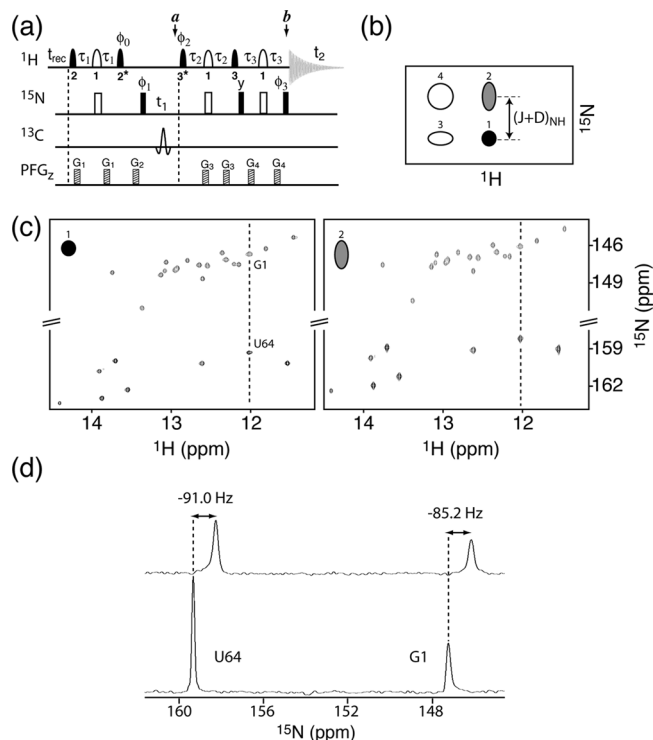 (a)
a
b
¹H
t_rec
τ₁ τ₁
ϕ₀
ϕ₂
τ₂ τ₂ τ₃ τ₃
t₂
2 1 2* 3* 1 3 1
¹⁵N
ϕ₁
t₁
y
ϕ₃
¹³C
PFG_z
G₁ G₁ G₂ G₃ G₃ G₄ G₄
(b)
4 2
3 1
(J+D)_NH
¹⁵N
¹H
(c)
1
G1
U64
14 13 12
¹H (ppm)
2
146
149
159
162
¹⁵N (ppm)
14 13 12
¹H (ppm)
(d)
-91.0 Hz
-85.2 Hz
U64
G1
160 156 152 148
¹⁵N (ppm)